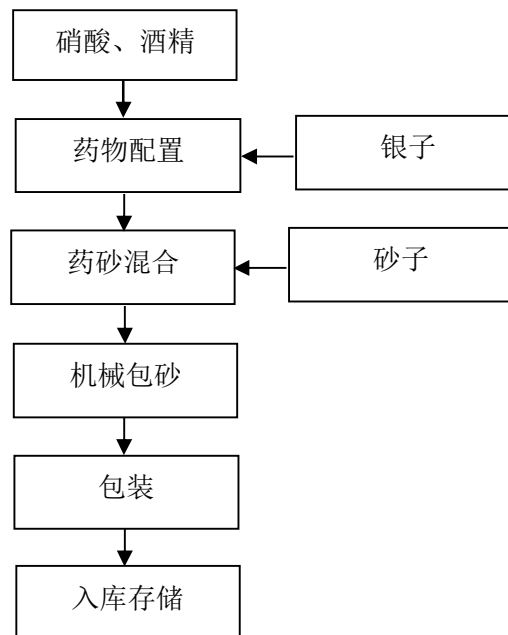 硝酸、酒精
药物配置
银子
药砂混合
砂子
机械包砂
包装
入库存储